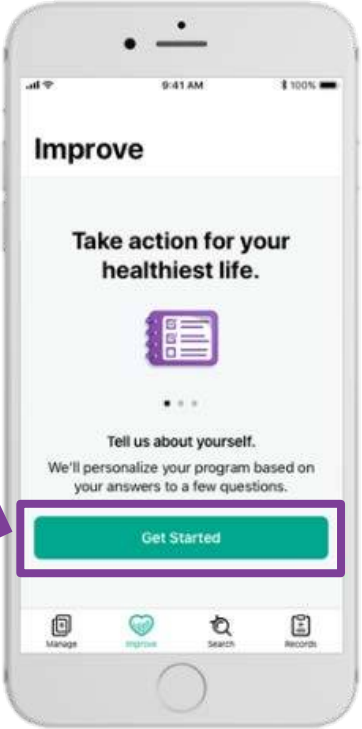 9:41 AM 100%
Improve
Take action for your
healthiest life.
Tell us about yourself.
We'll personalize your program based on
your answers to a few questions.
Get Started
Manage Improve Search Records